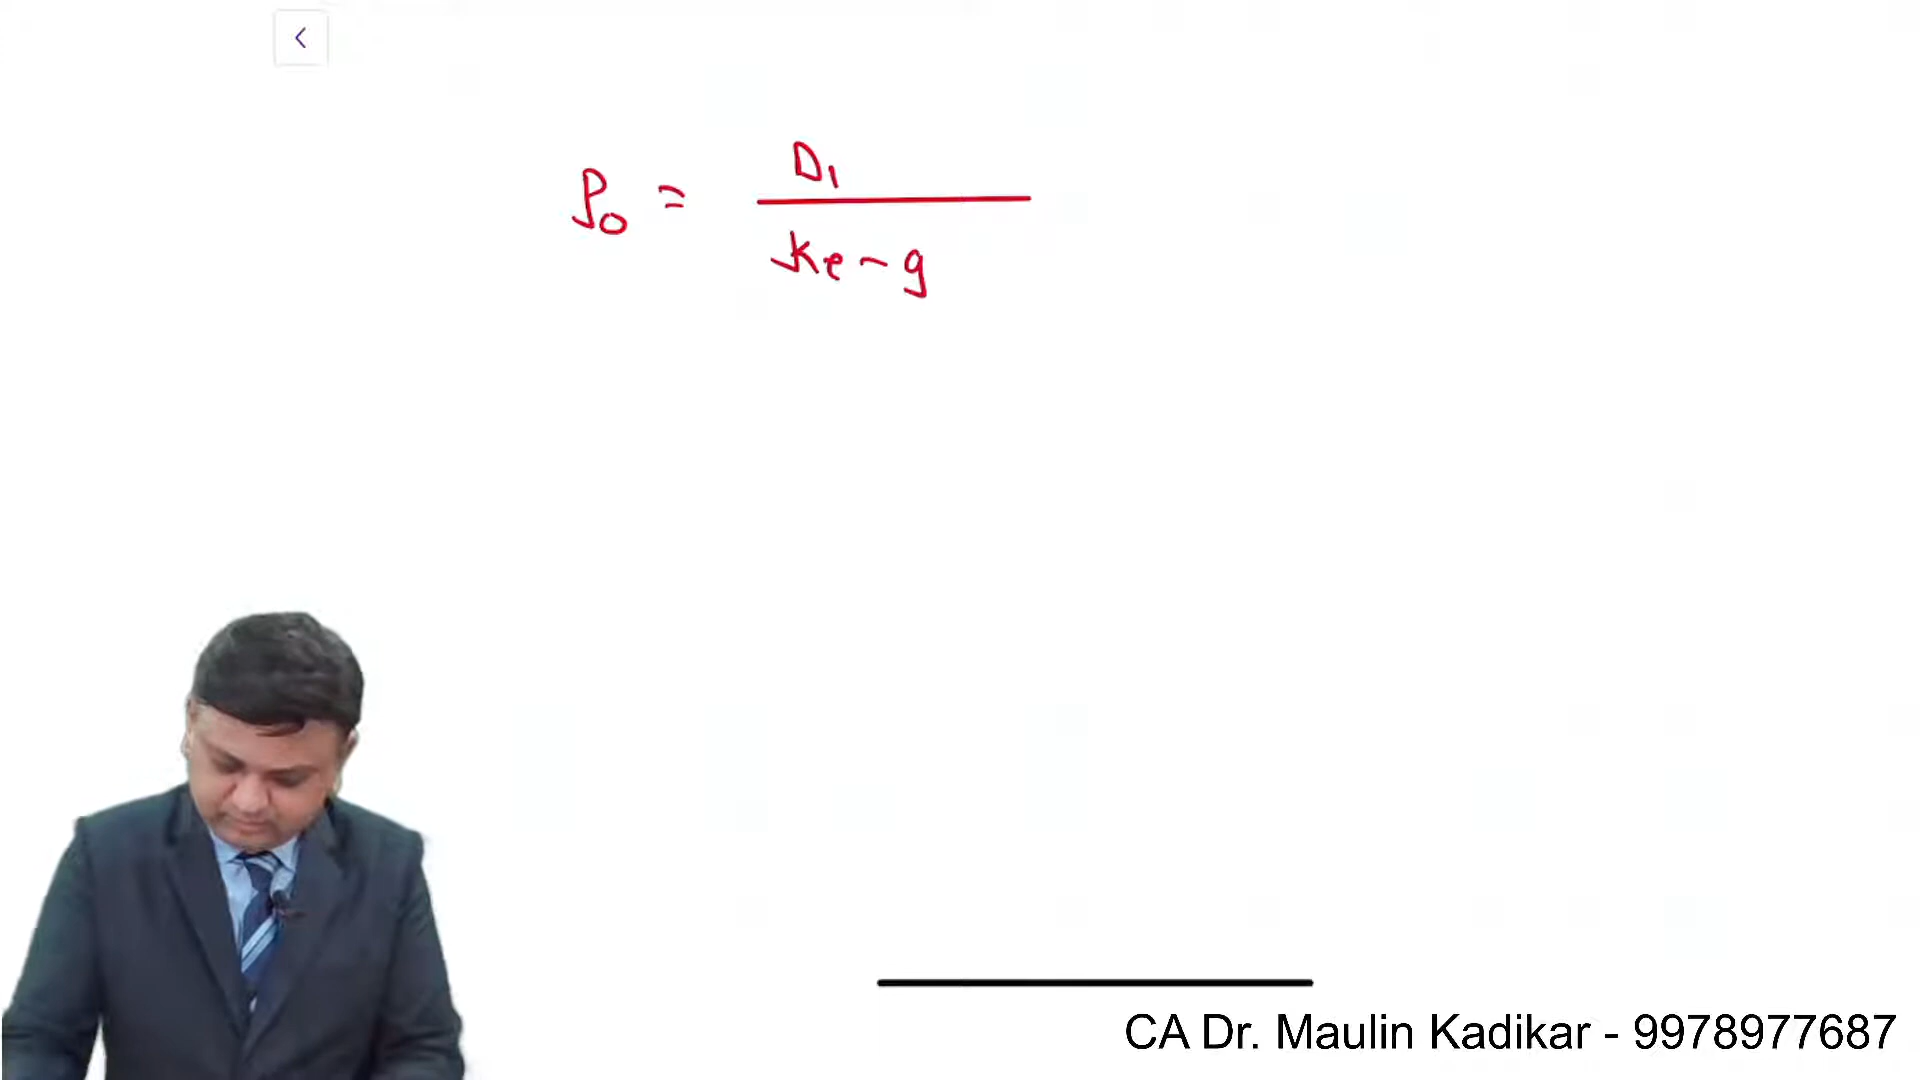 P₀ = D₁
Ke - g
CA Dr. Maulin Kadikar - 9978977687